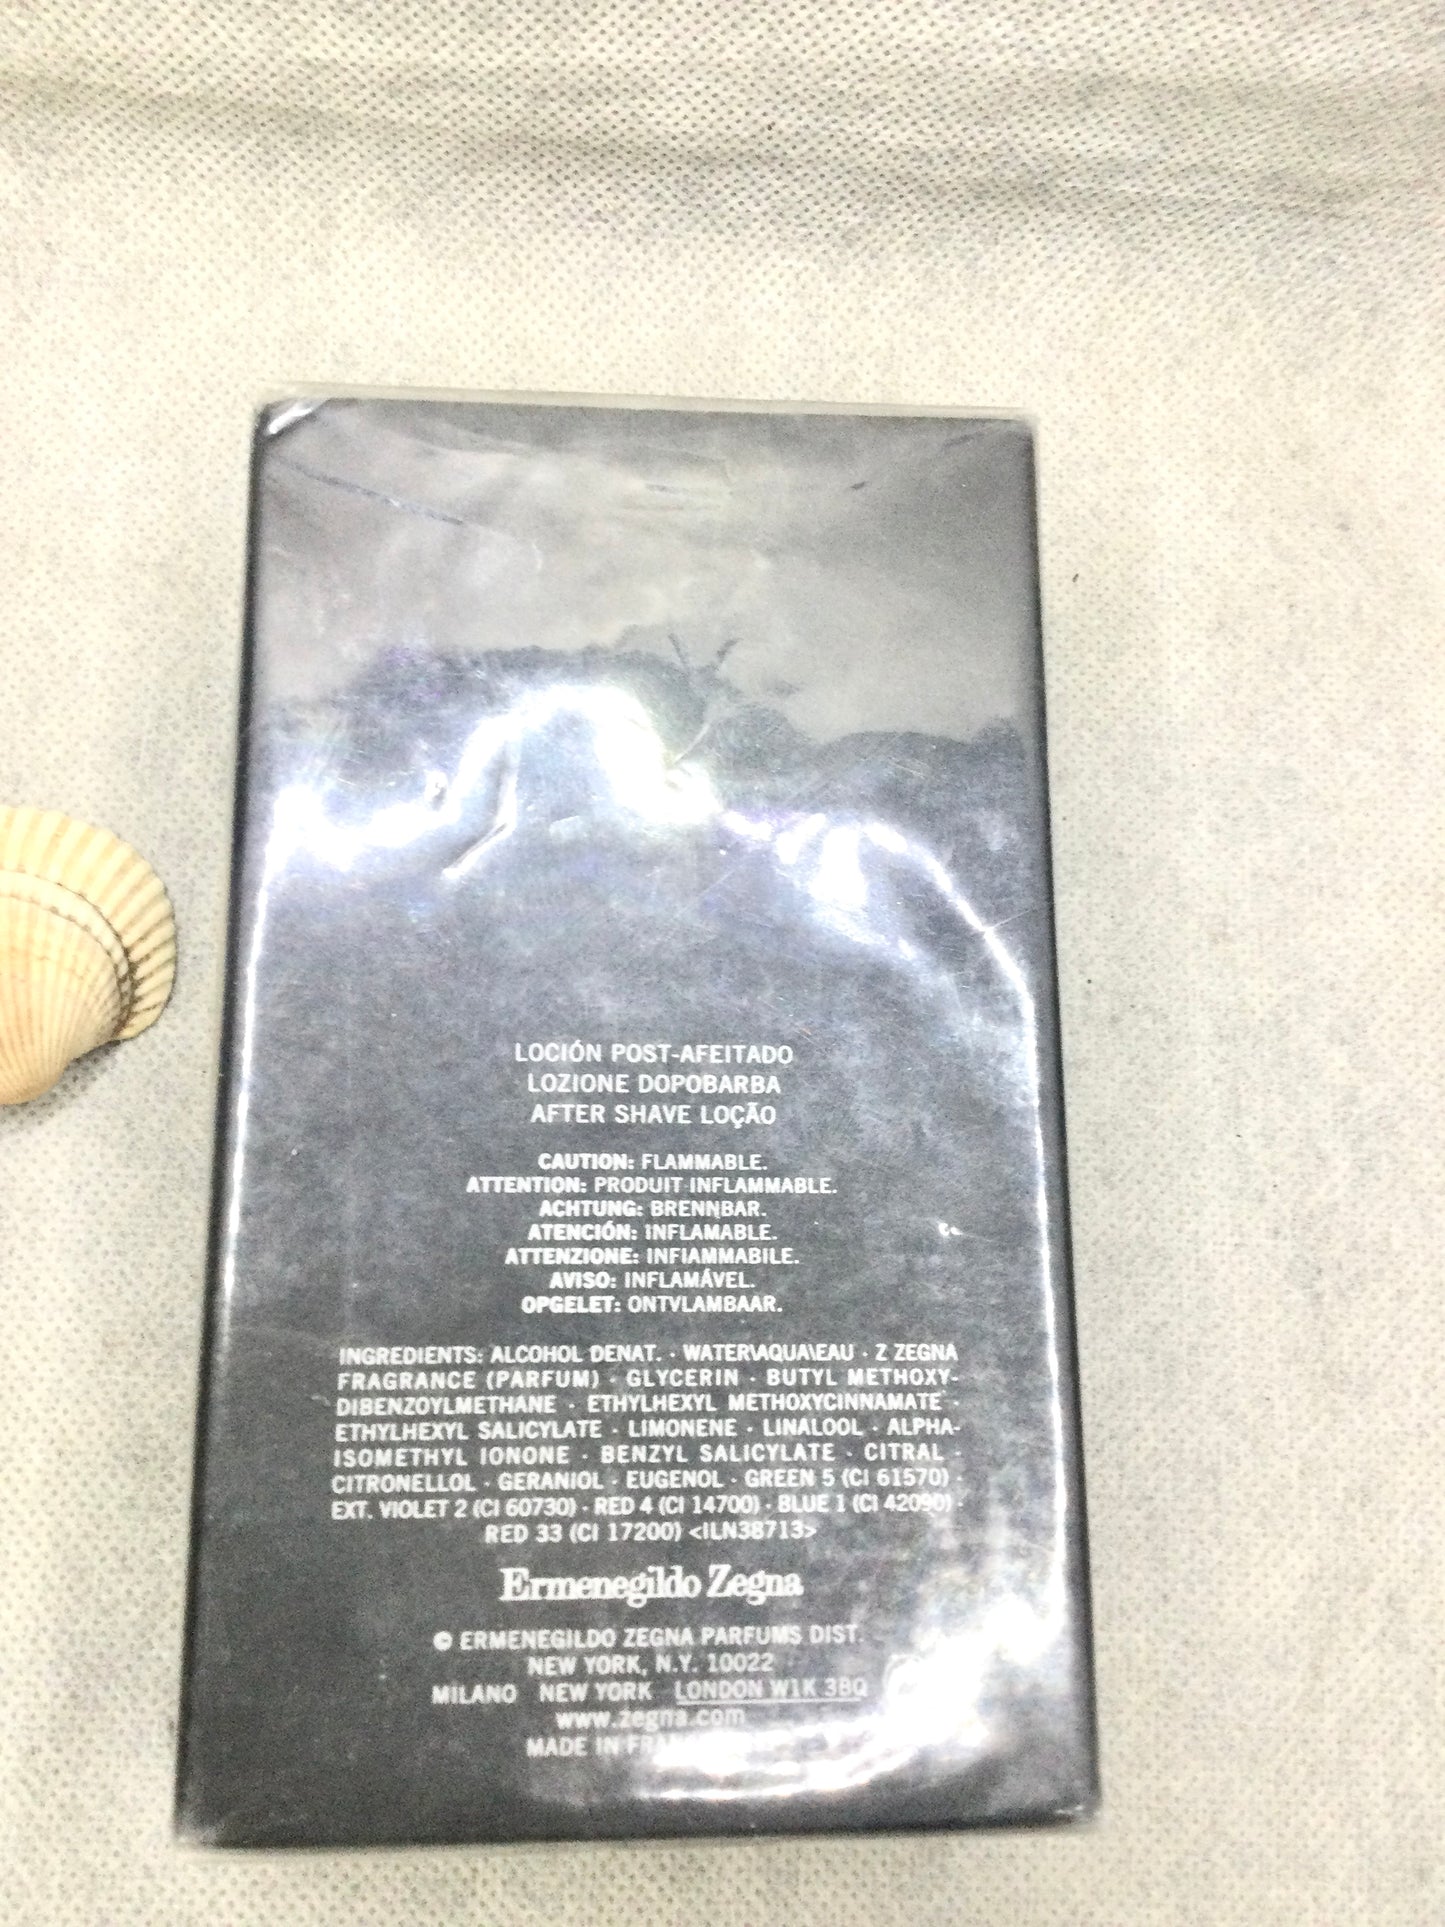 LOCIÓN POST-AFEITADO
LOZIONE DOPOBARBA
AFTER SHAVE LOÇÃO
CAUTION: FLAMMABLE.
ATTENTION: PRODUIT INFLAMMABLE.
ACHTUNG: BRENNBAR.
ATENCIÓN: INFLAMABLE.
ATTENZIONE: INFIAMMABILE.
AVISO: INFLAMÁVEL.
OPGELET: ONTVLAMBAAR.
INGREDIENTS: ALCOHOL DENAT. · WATER\AQUA\EAU · Z ZEGNA
FRAGRANCE (PARFUM) · GLYCERIN · BUTYL METHOXY-
DIBENZOYLMETHANE · ETHYLHEXYL METHOXYCINNAMATE ·
ETHYLHEXYL SALICYLATE · LIMONENE · LINALOOL · ALPHA-
ISOMETHYL IONONE · BENZYL SALICYLATE · CITRAL ·
CITRONELLOL · GERANIOL · EUGENOL · GREEN 5 (CI 61570) ·
EXT. VIOLET 2 (CI 60730) · RED 4 (CI 14700) · BLUE 1 (CI 42090) ·
RED 33 (CI 17200) <ILN38713>
Ermenegildo Zegna
© ERMENEGILDO ZEGNA PARFUMS DIST.
NEW YORK, N.Y. 10022
MILANO NEW YORK LONDON W1K 3BQ
www.zegna.com
MADE IN